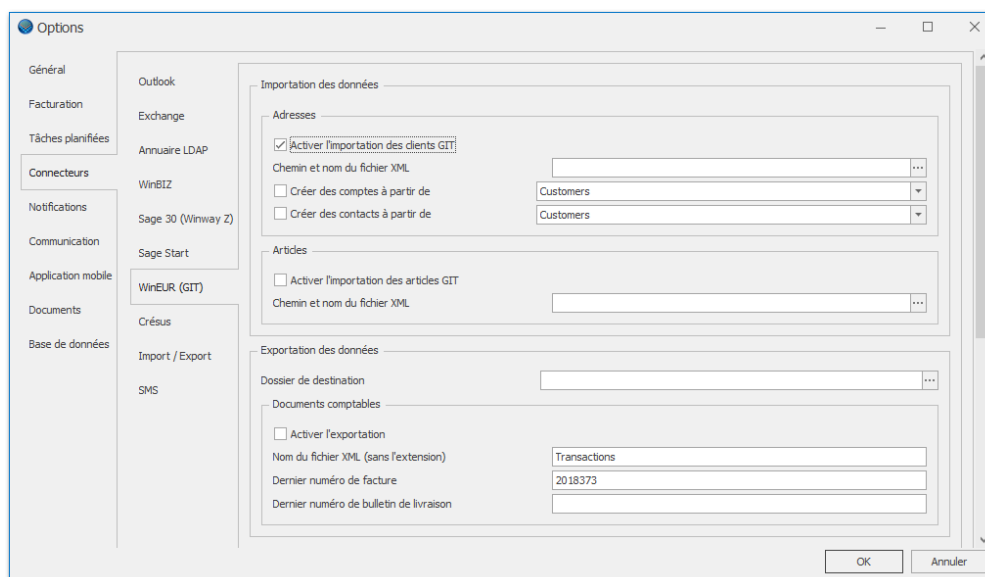 Options
Général
Facturation
Tâches planifiées
Connecteurs
Notifications
Communication
Application mobile
Documents
Base de données
Outlook
Exchange
Annuaire LDAP
WinBIZ
Sage 30 (Winway Z)
Sage Start
WinEUR (GIT)
Crésus
Import / Export
SMS
Importation des données
Adresses
Activer l'importation des clients GIT
Chemin et nom du fichier XML ...
Créer des comptes à partir de Customers
Créer des contacts à partir de Customers
Articles
Activer l'importation des articles GIT
Chemin et nom du fichier XML ...
Exportation des données
Dossier de destination ...
Documents comptables
Activer l'exportation
Nom du fichier XML (sans l'extension) Transactions
Dernier numéro de facture 2018373
Dernier numéro de bulletin de livraison
OK Annuler